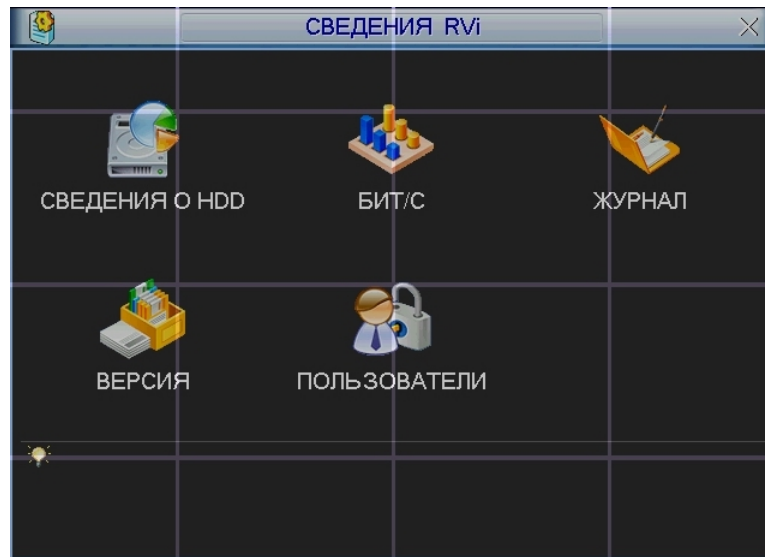 СВЕДЕНИЯ RVi
СВЕДЕНИЯ О HDD
БИТ/С
ЖУРНАЛ
ВЕРСИЯ
ПОЛЬЗОВАТЕЛИ